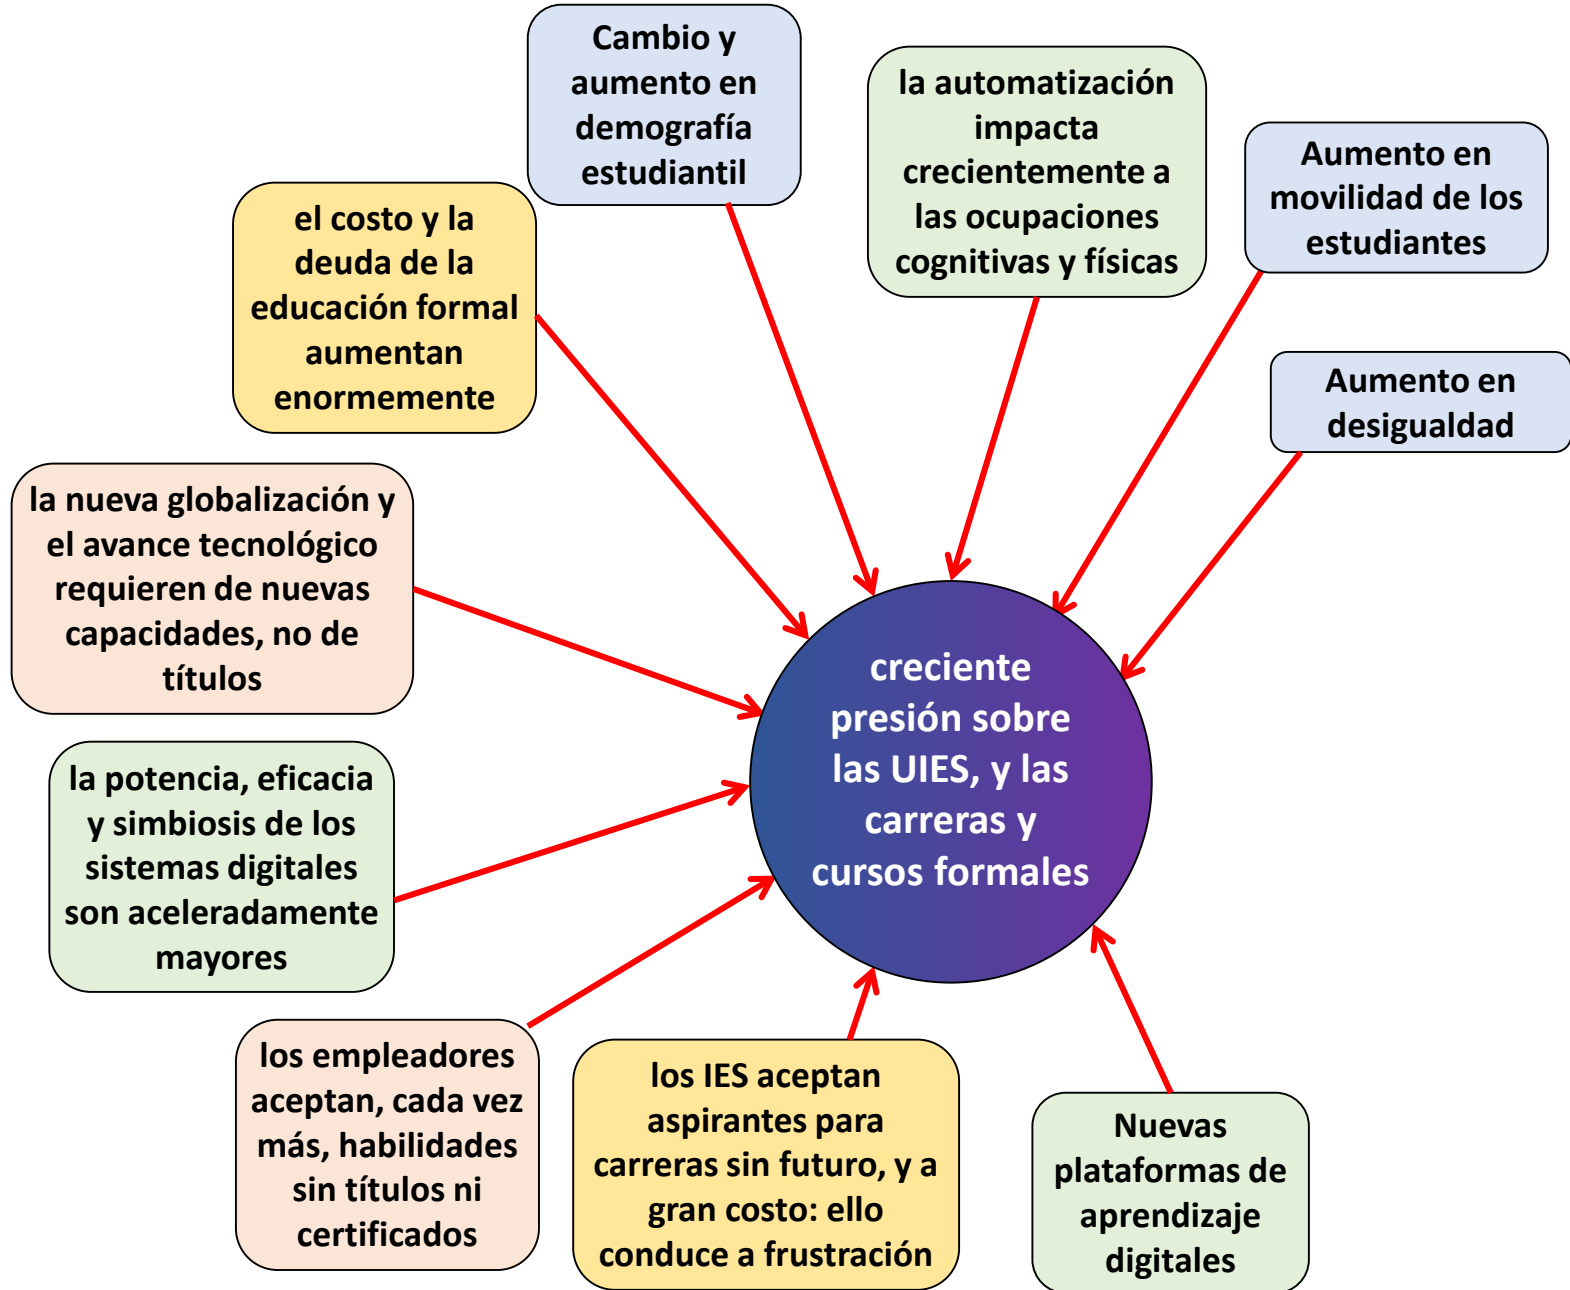 Cambio y
aumento en
demografía
estudiantil
la automatización
impacta
crecientemente a
las ocupaciones
cognitivas y físicas
Aumento en
movilidad de los
estudiantes
el costo y la
deuda de la
educación formal
aumentan
enormemente
Aumento en
desigualdad
la nueva globalización y
el avance tecnológico
requieren de nuevas
capacidades, no de
títulos
creciente
presión sobre
las UIES, y las
carreras y
cursos formales
la potencia, eficacia
y simbiosis de los
sistemas digitales
son aceleradamente
mayores
los empleadores
aceptan, cada vez
más, habilidades
sin títulos ni
certificados
los IES aceptan
aspirantes para
carreras sin futuro, y a
gran costo: ello
conduce a frustración
Nuevas
plataformas de
aprendizaje
digitales